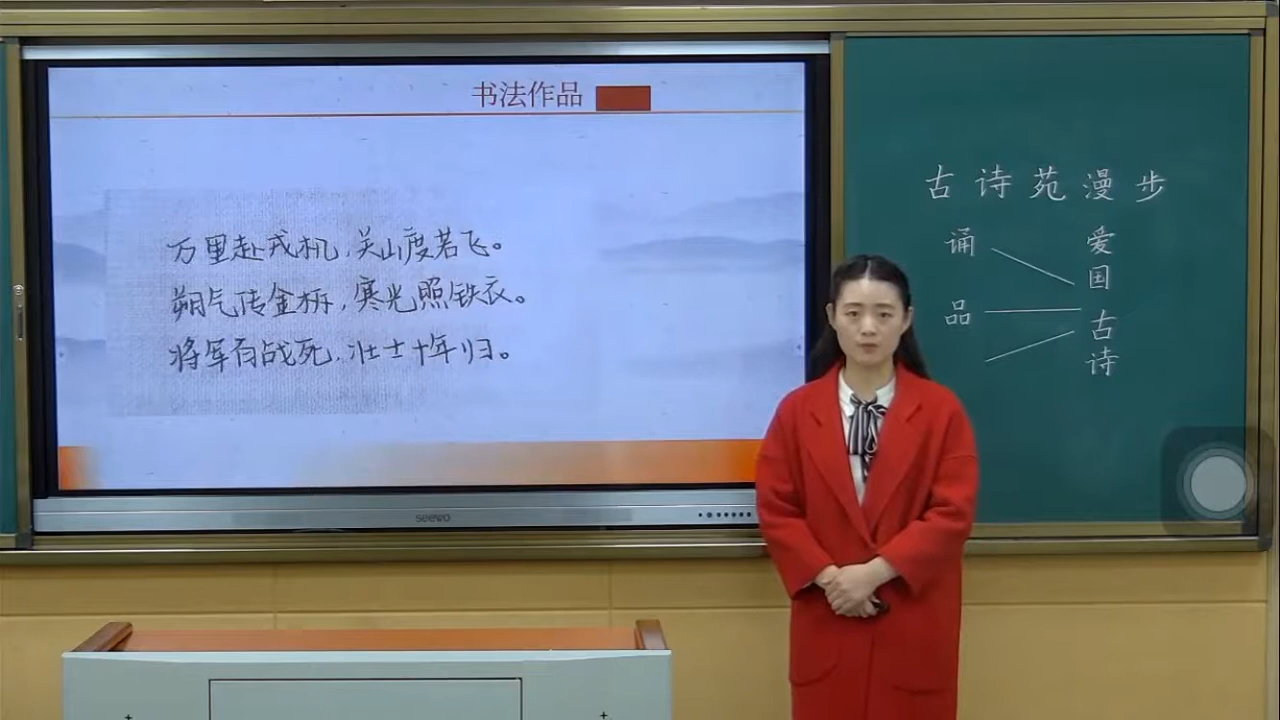 书法作品
万里赴戎机,关山度若飞。
朔气传金柝,寒光照铁衣。
将军百战死,壮士十年归。
seewo
古诗苑漫步
诵
品
爱
国
古
诗